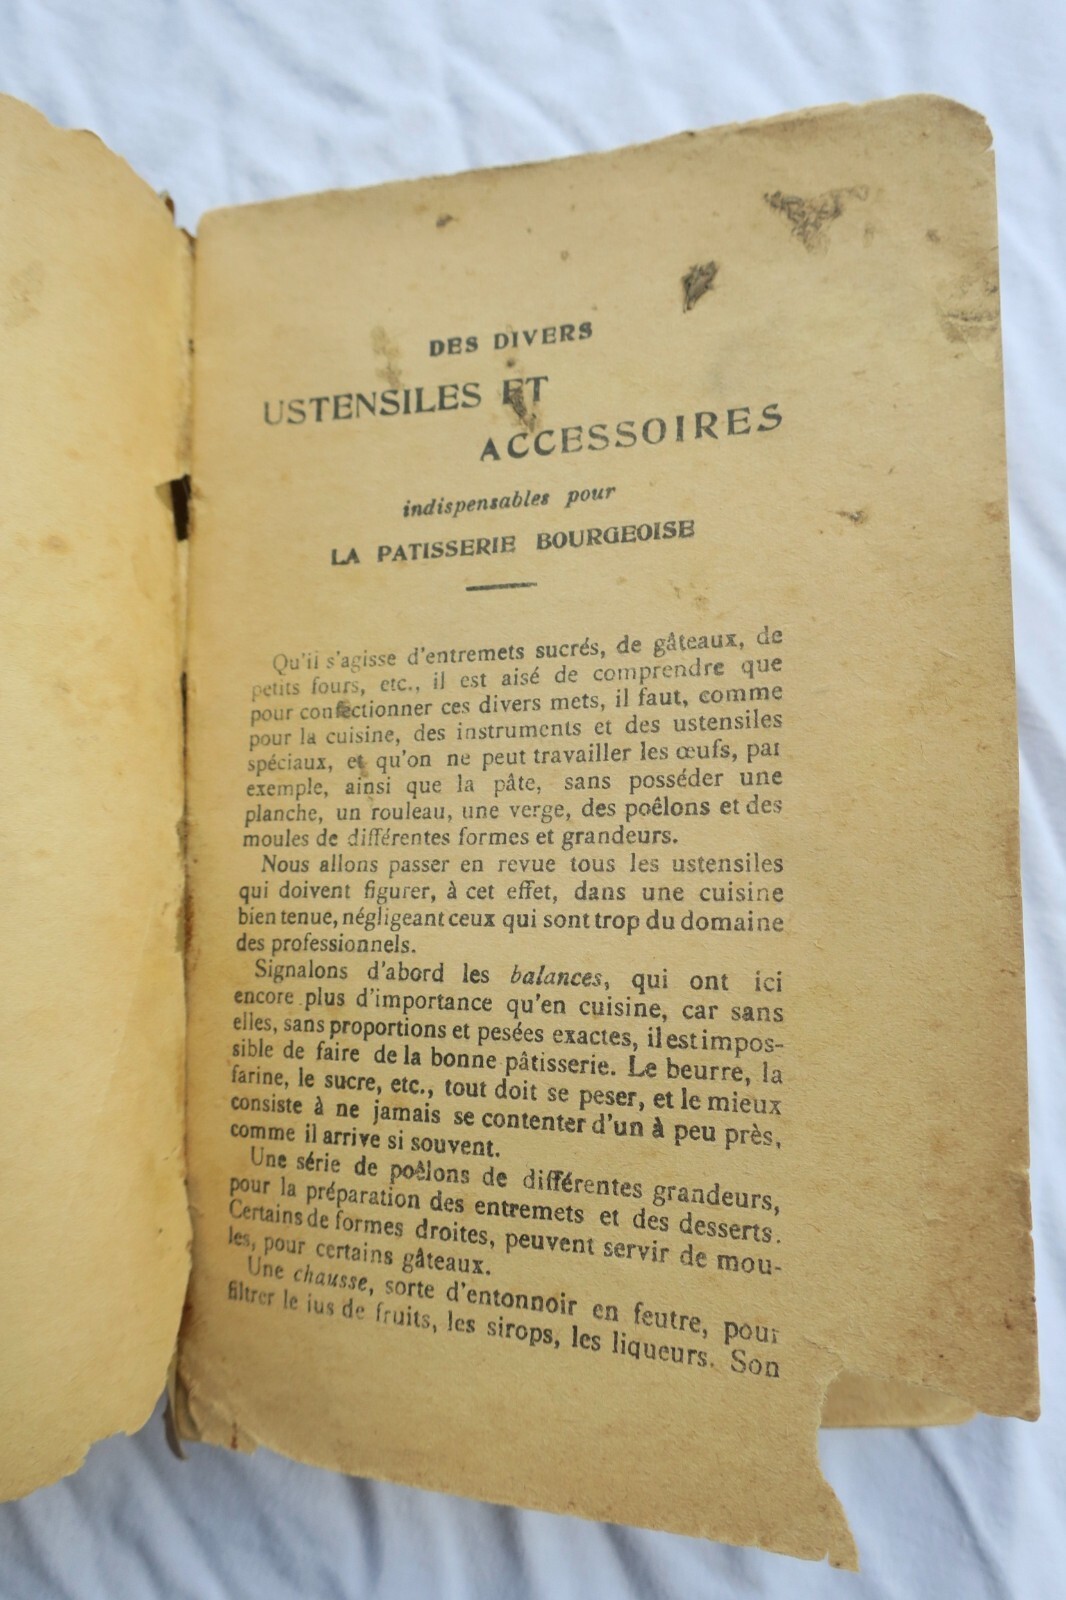 DES DIVERS
USTENSILES ET
ACCESSOIRES
indispensables pour
LA PATISSERIE BOURGEOISE
Qu'il s'agisse d'entremets sucrés, de gâteaux, de
petits fours, etc., il est aisé de comprendre que
pour confectionner ces divers mets, il faut, comme
pour la cuisine, des instruments et des ustensiles
spéciaux, et qu'on ne peut travailler les œufs, par
exemple, ainsi que la pâte, sans posséder une
planche, un rouleau, une verge, des poêlons et des
moules de différentes formes et grandeurs.
Nous allons passer en revue tous les ustensiles
qui doivent figurer, à cet effet, dans une cuisine
bien tenue, négligeant ceux qui sont trop du domaine
des professionnels.
Signalons d'abord les balances, qui ont ici
encore plus d'importance qu'en cuisine, car sans
elles, sans proportions et pesées exactes, il est impos-
sible de faire de la bonne pâtisserie. Le beurre, la
farine, le sucre, etc., tout doit se peser, et le mieux
consiste à ne jamais se contenter d'un à peu près,
comme il arrive si souvent.
Une série de poêlons de différentes grandeurs,
pour la préparation des entremets et des desserts.
Certains de formes droites, peuvent servir de mou-
les, pour certains gâteaux.
Une chausse, sorte d'entonnoir en feutre, pour
filtrer le jus de fruits, les sirops, les liqueurs. Son